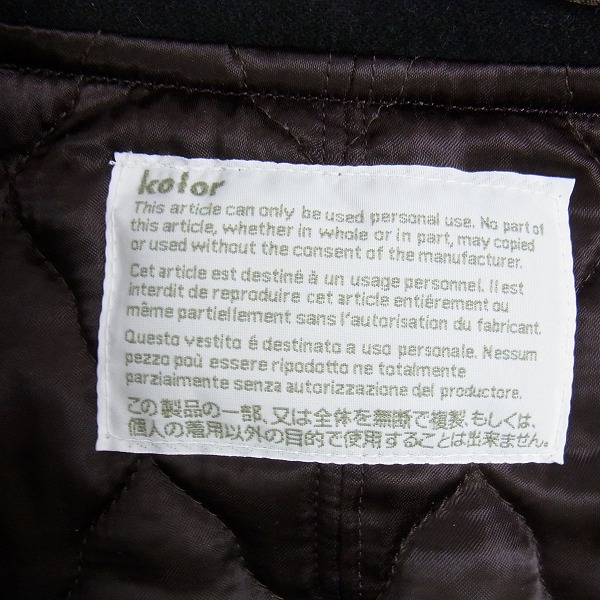 kolor
This article can only be used personal use. No part of
this article, whether in whole or in part, may copied
or used without the consent of the manufacturer.
Cet article est destiné à un usage personnel. Il est
interdit de reproduire cet article entiérement ou
même partiellement sans l'autorisation du fabricant.
Questo vestito é destinato a uso personale. Nessum
pezzo poù essere ripodotto ne totalmente
parziaimente senza autorizzazione del productore.
この製品の一部、又は全体を無断で複製、もしくは、
個人の着用以外の目的で使用することは出来ません。